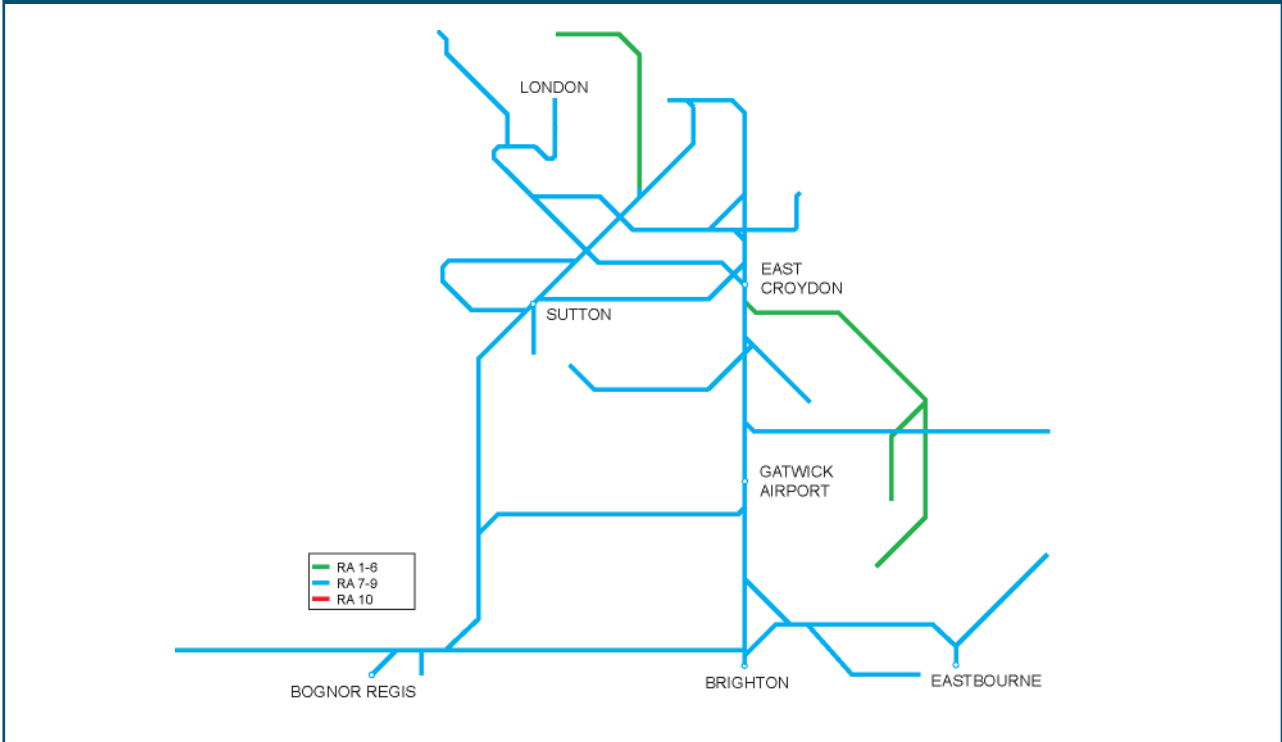 LONDON
EAST
CROYDON
SUTTON
GATWICK
AIRPORT
RA 1-6
RA 7-9
RA 10
BOGNOR REGIS
BRIGHTON
EASTBOURNE